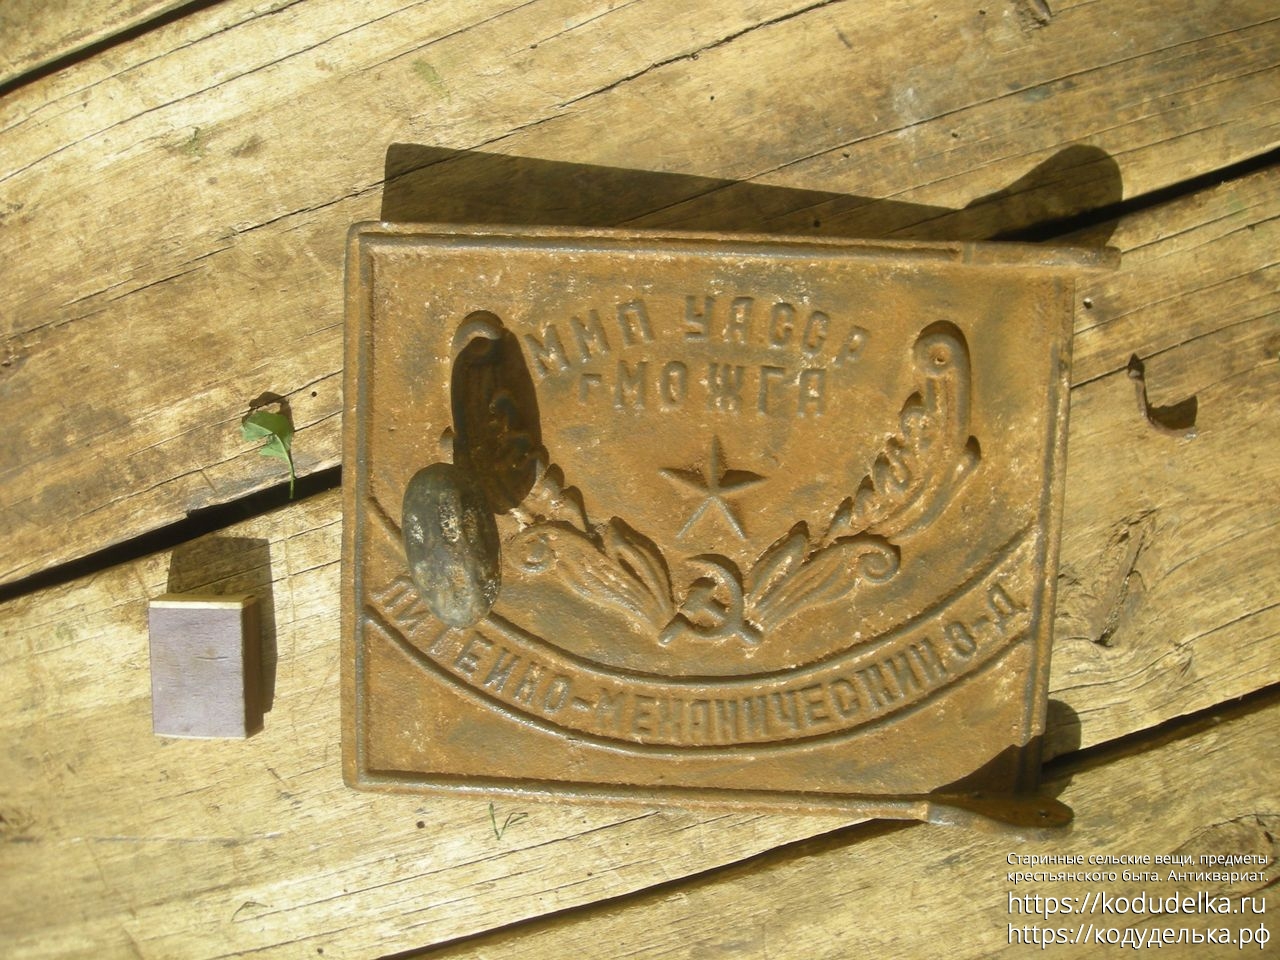 ММП УАССР
г МОЖГА
ЛИТЕЙНО-МЕХАНИЧЕСКИЙ З-Д
Старинные сельские вещи, предметы
крестьянского быта. Антиквариат.
https://kodudelka.ru
https://кодуделька.рф